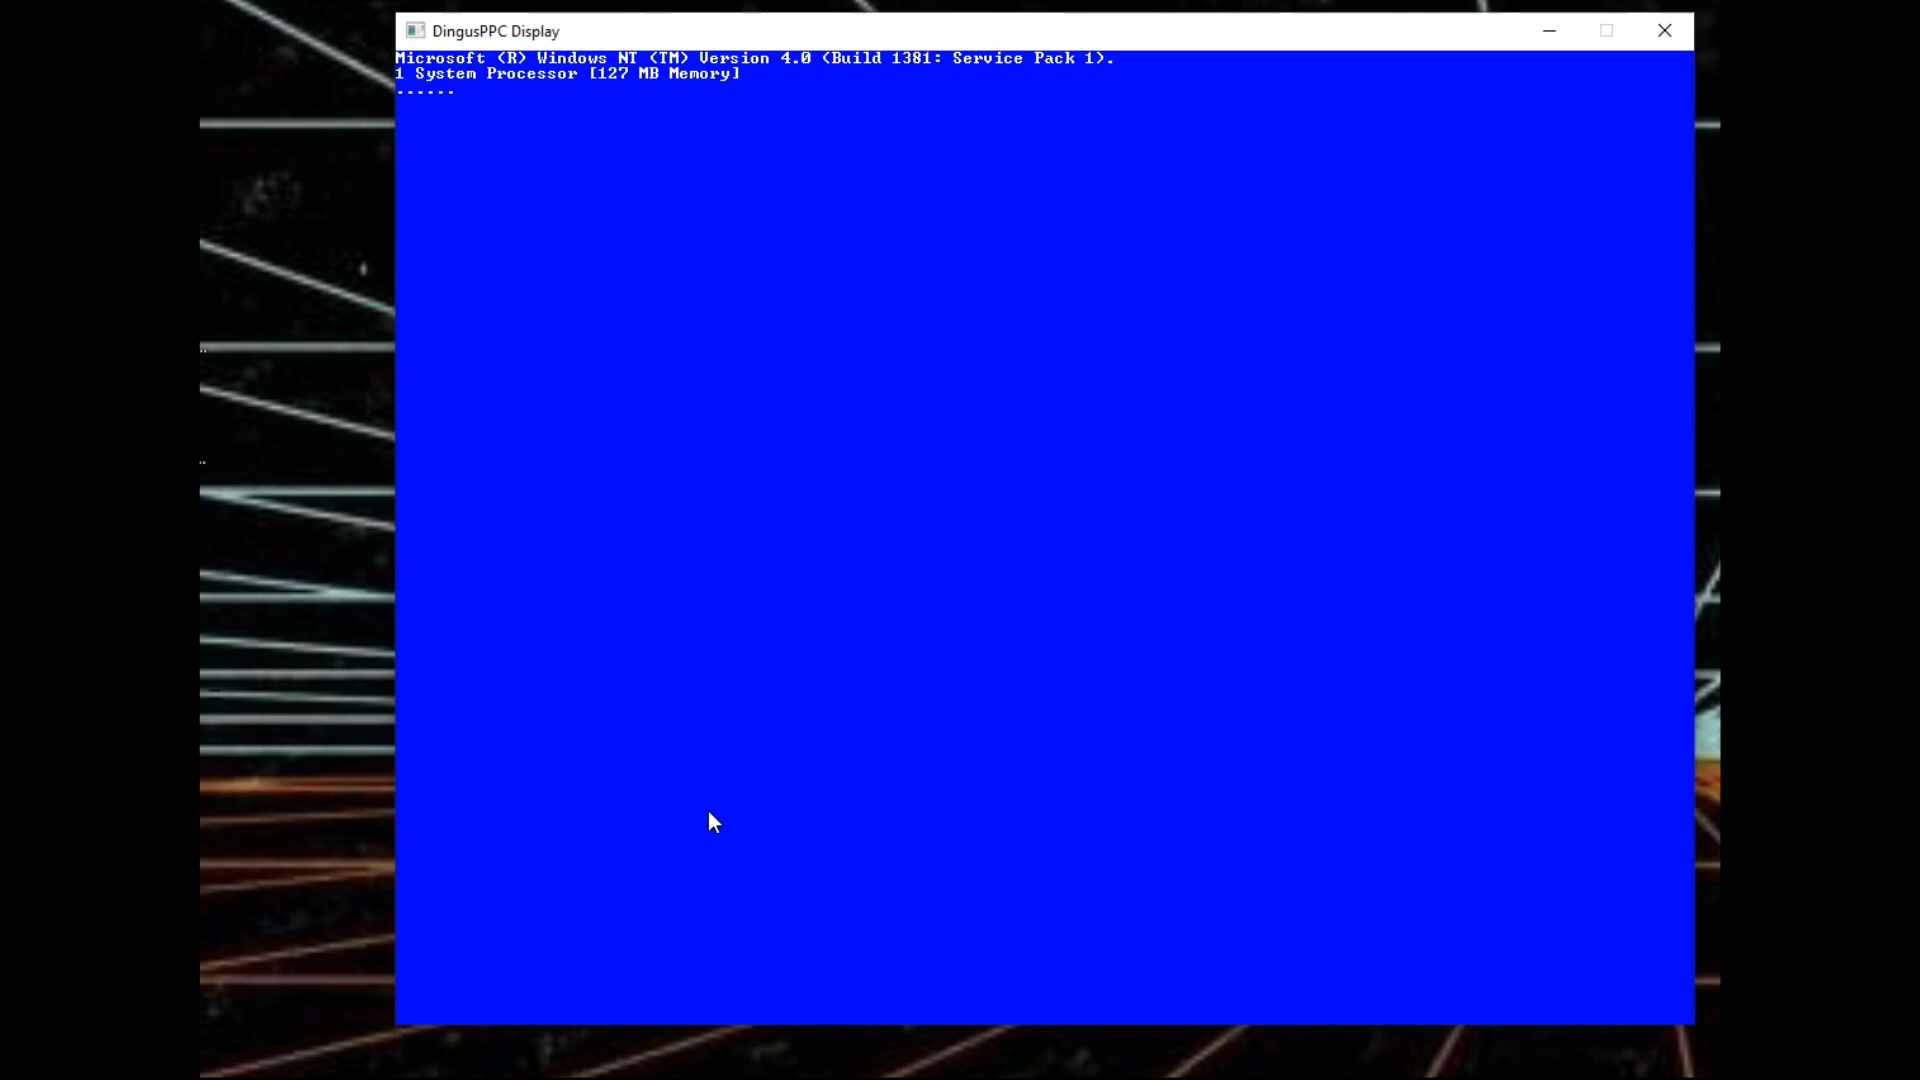 DingusPPC Display
Microsoft (R) Windows NT (TM) Version 4.0 (Build 1381: Service Pack 1).
1 System Processor [127 MB Memory]
......